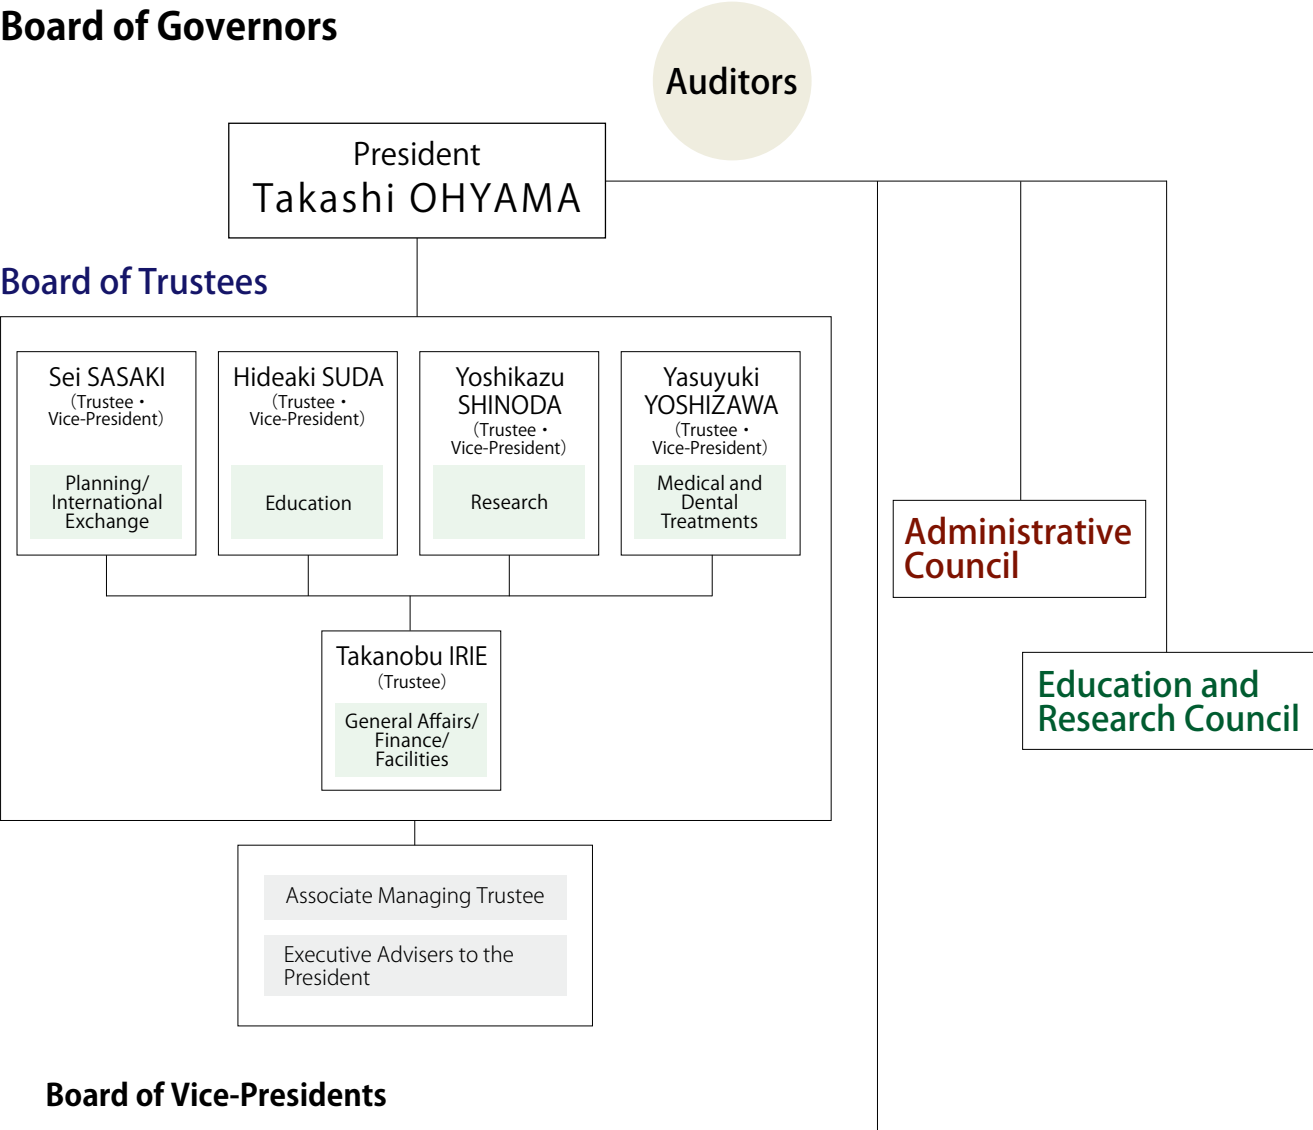 Board of Governors
Auditors
President
Takashi OHYAMA
Board of Trustees
Sei SASAKI
（Trustee・
Vice-President）
Planning/
International
Exchange
Hideaki SUDA
（Trustee・
Vice-President）
Education
Yoshikazu
SHINODA
（Trustee・
Vice-President）
Research
Yasuyuki
YOSHIZAWA
（Trustee・
Vice-President）
Medical and
Dental
Treatments
Takanobu IRIE
（Trustee）
General Affairs/
Finance/
Facilities
Administrative
Council
Education and
Research Council
Associate Managing Trustee
Executive Advisers to the
President
Board of Vice-Presidents